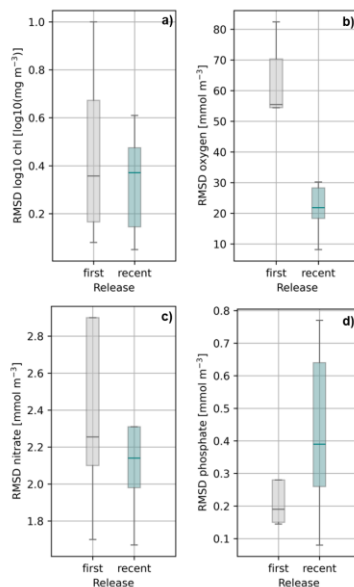 a)
RMSD log10 chl [log10(mg m⁻³)]
1.0
0.8
0.6
0.4
0.2
first recent
Release
b)
RMSD oxygen [mmol m⁻³]
80
70
60
50
40
30
20
10
first recent
Release
c)
RMSD nitrate [mmol m⁻³]
2.8
2.6
2.4
2.2
2.0
1.8
first recent
Release
d)
RMSD phosphate [mmol m⁻³]
0.8
0.7
0.6
0.5
0.4
0.3
0.2
0.1
first recent
Release